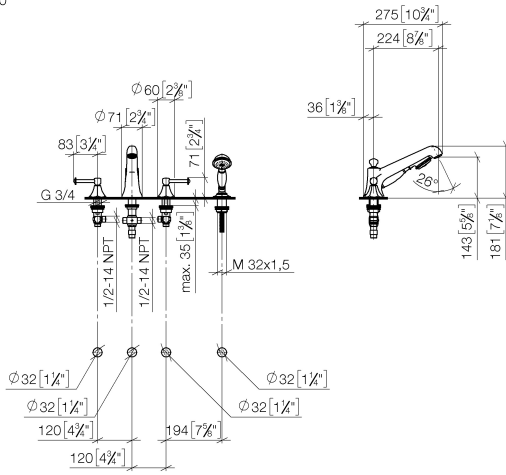 275[10¾"]
224[8⅞"]
Ø60[2⅜"]
Ø71[2¾"]
36[1⅜"]
83[3¼"]
71[2¾"]
G 3/4
26°
1/2-14 NPT
1/2-14 NPT
max. 35[1⅜"]
M 32x1,5
143[5⅝"]
181[7⅛"]
Ø32[1¼"]
Ø32[1¼"]
Ø32[1¼"]
Ø32[1¼"]
120[4¾"]
194[7⅝"]
120[4¾"]